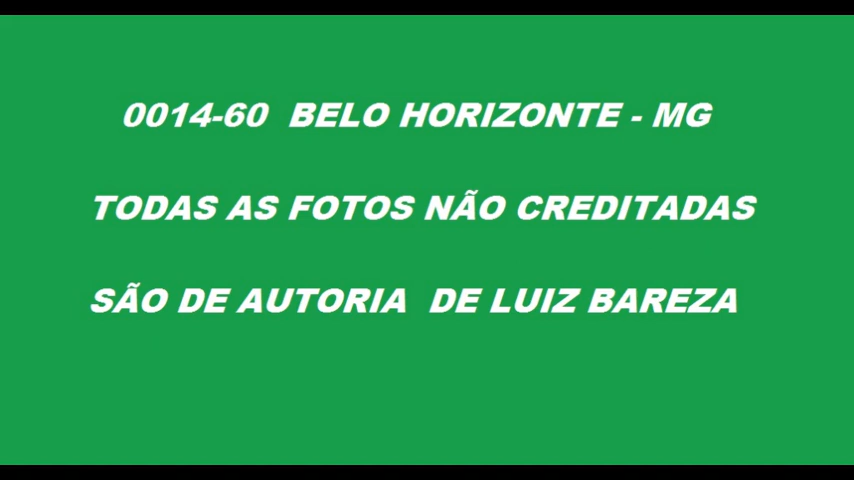 0014-60 BELO HORIZONTE - MG
TODAS AS FOTOS NÃO CREDITADAS
SÃO DE AUTORIA DE LUIZ BAREZA